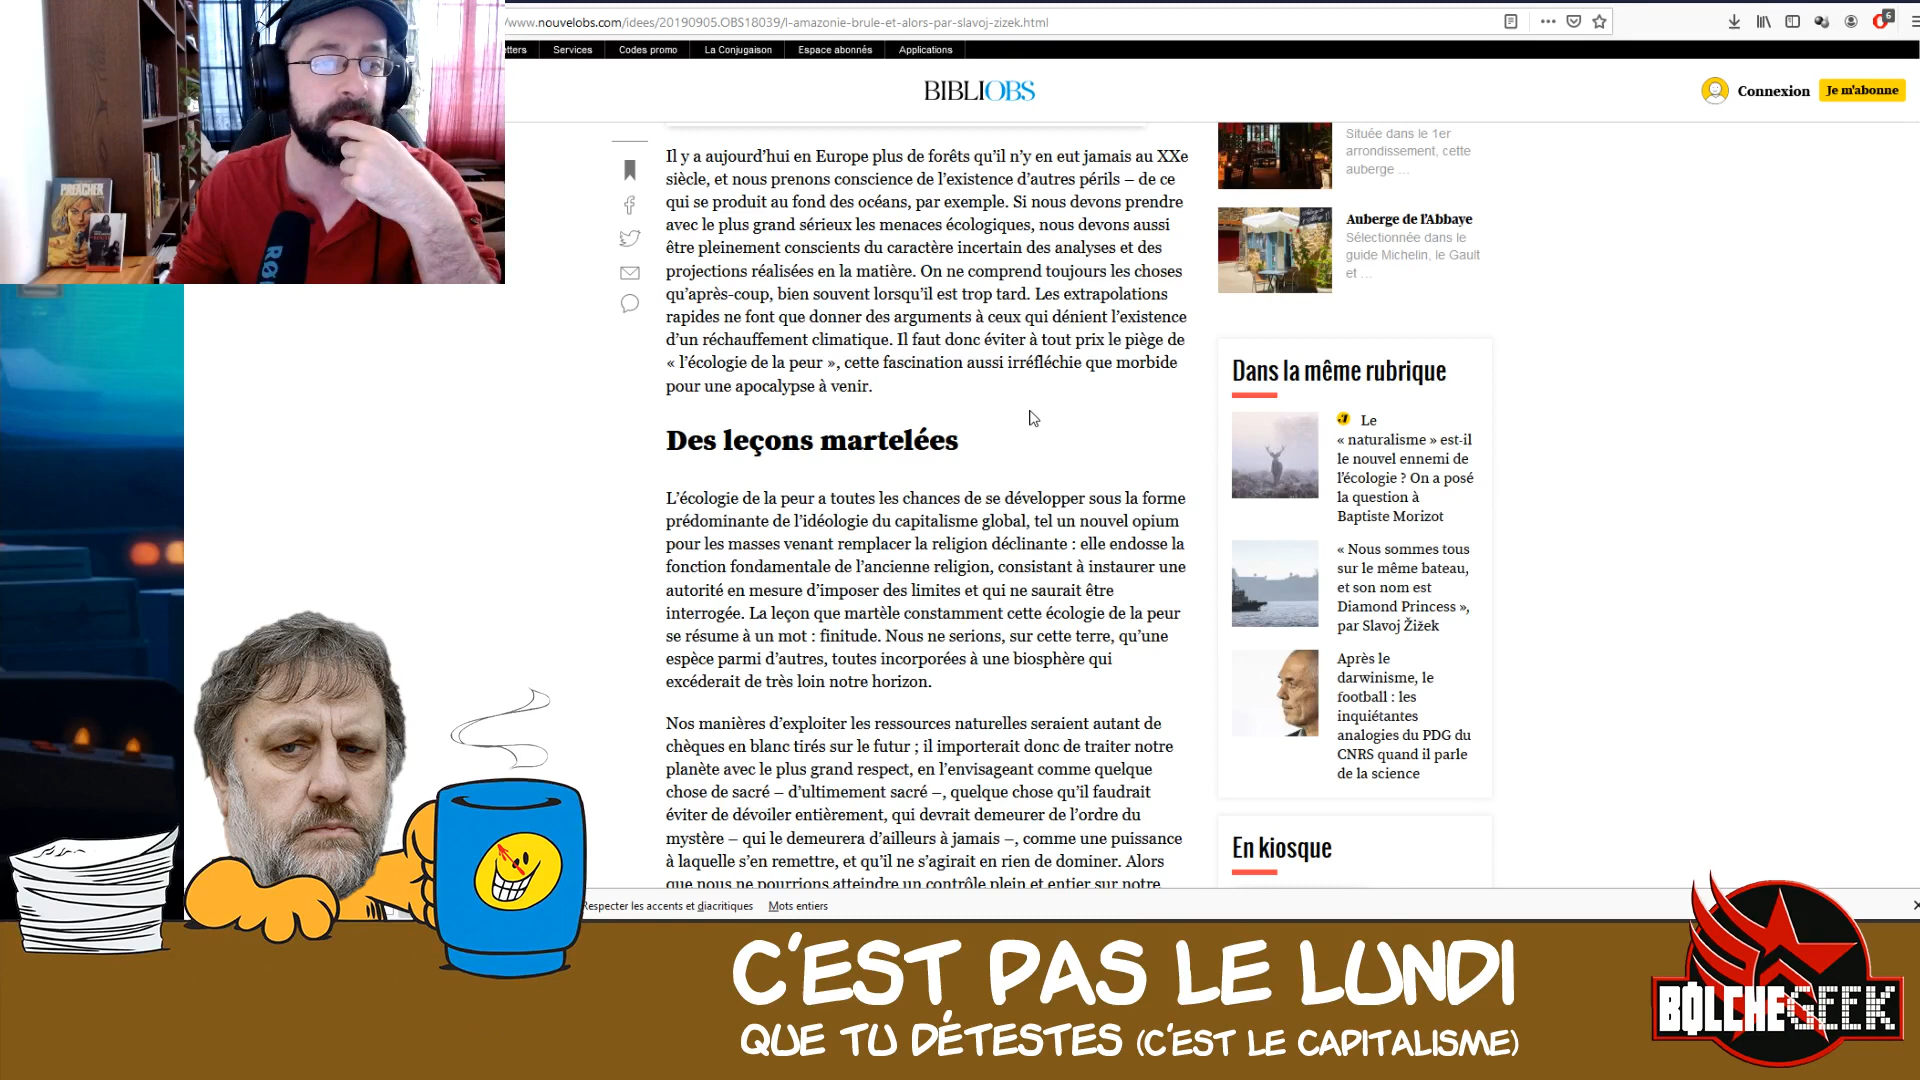 www.nouvelobs.com/idees/20190905.OBS18039/l-amazonie-brule-et-alors-par-slavoj-zizek.html
6
Services
Codes promo
La Conjugaison
Espace abonnés
Applications
BIBLIOBS
Connexion
Je m'abonne
PREACHER
RØ
Il y a aujourd'hui en Europe plus de forêts qu'il n'y en eut jamais au XXe
siècle, et nous prenons conscience de l'existence d'autres périls – de ce
qui se produit au fond des océans, par exemple. Si nous devons prendre
avec le plus grand sérieux les menaces écologiques, nous devons aussi
être pleinement conscients du caractère incertain des analyses et des
projections réalisées en la matière. On ne comprend toujours les choses
qu'après-coup, bien souvent lorsqu'il est trop tard. Les extrapolations
rapides ne font que donner des arguments à ceux qui dénient l'existence
d'un réchauffement climatique. Il faut donc éviter à tout prix le piège de
« l'écologie de la peur », cette fascination aussi irréfléchie que morbide
pour une apocalypse à venir.
Des leçons martelées
L'écologie de la peur a toutes les chances de se développer sous la forme
prédominante de l'idéologie du capitalisme global, tel un nouvel opium
pour les masses venant remplacer la religion déclinante : elle endosse la
fonction fondamentale de l'ancienne religion, consistant à instaurer une
autorité en mesure d'imposer des limites et qui ne saurait être
interrogée. La leçon que martèle constamment cette écologie de la peur
se résume à un mot : finitude. Nous ne serions, sur cette terre, qu'une
espèce parmi d'autres, toutes incorporées à une biosphère qui
excéderait de très loin notre horizon.
Nos manières d'exploiter les ressources naturelles seraient autant de
chèques en blanc tirés sur le futur ; il importerait donc de traiter notre
planète avec le plus grand respect, en l'envisageant comme quelque
chose de sacré – d'ultimement sacré –, quelque chose qu'il faudrait
éviter de dévoiler entièrement, qui devrait demeurer de l'ordre du
mystère – qui le demeurera d'ailleurs à jamais –, comme une puissance
à laquelle s'en remettre, et qu'il ne s'agirait en rien de dominer. Alors
que nous ne pourrions atteindre un contrôle plein et entier sur notre
Située dans le 1er
arrondissement, cette
auberge ...
Auberge de l'Abbaye
Sélectionnée dans le
guide Michelin, le Gault
et ...
Dans la même rubrique
Le
« naturalisme » est-il
le nouvel ennemi de
l'écologie ? On a posé
la question à
Baptiste Morizot
« Nous sommes tous
sur le même bateau,
et son nom est
Diamond Princess »,
par Slavoj Žižek
Après le
darwinisme, le
football : les
inquiétantes
analogies du PDG du
CNRS quand il parle
de la science
En kiosque
Respecter les accents et diacritiques
Mots entiers
C'EST PAS LE LUNDI
QUE TU DÉTESTES (C'EST LE CAPITALISME)
BØLCHEGEEK